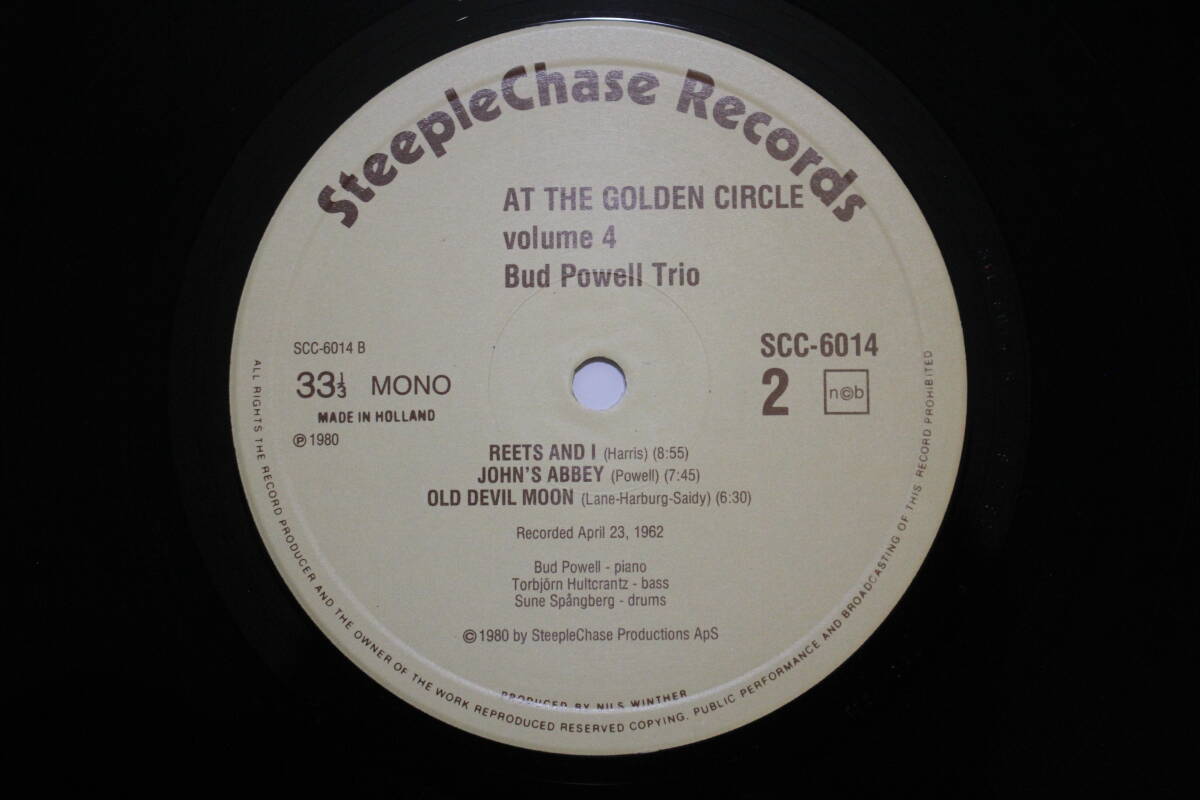 SteepleChase Records
AT THE GOLDEN CIRCLE
volume 4
Bud Powell Trio
SCC-6014 B
33⅓ MONO
MADE IN HOLLAND
℗ 1980
SCC-6014
2
n©b
REETS AND I (Harris) (8:55)
JOHN'S ABBEY (Powell) (7:45)
OLD DEVIL MOON (Lane-Harburg-Saidy) (6:30)
Recorded April 23, 1962
Bud Powell - piano
Torbjörn Hultcrantz - bass
Sune Spångberg - drums
© 1980 by SteepleChase Productions ApS
PRODUCED BY NILS WINTHER
ALL RIGHTS THE RECORD PRODUCER AND THE OWNER OF THE WORK REPRODUCED RESERVED COPYING. PUBLIC PERFORMANCE AND BROADCASTING OF THIS RECORD PROHIBITED